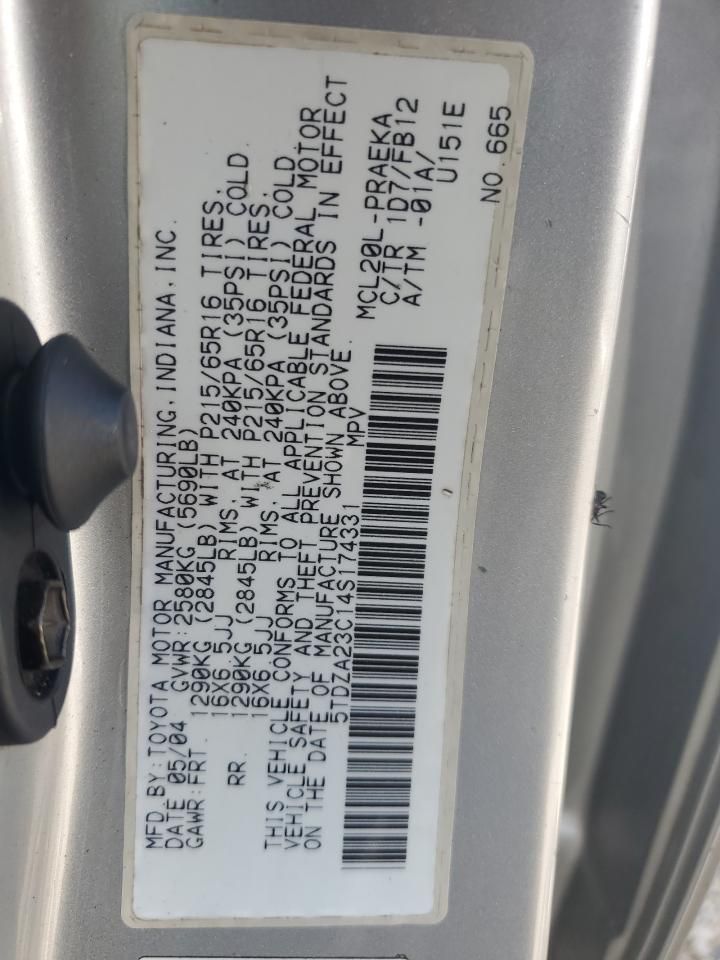 MFD.BY:TOYOTA MOTOR MANUFACTURING,INDIANA,INC.
DATE 05/04 GVWR:2580KG (5690LB)
GAWR:FRT. 1290KG (2845LB) WITH P215/65R16 TIRES,
16X6.5JJ RIMS, AT 240KPA (35PSI) COLD
RR. 1290KG (2845LB) WITH P215/65R16 TIRES,
16X6.5JJ RIMS, AT 240KPA (35PSI) COLD
THIS VEHICLE CONFORMS TO ALL APPLICABLE FEDERAL MOTOR
VEHICLE SAFETY AND THEFT PREVENTION STANDARDS IN EFFECT
ON THE DATE OF MANUFACTURE SHOWN ABOVE.
5TDZA23C14S174331 MPV
MCL20L-PRAEKA
C/TR 1D7/FB12
A/TM -01A/
U151E
NO.665